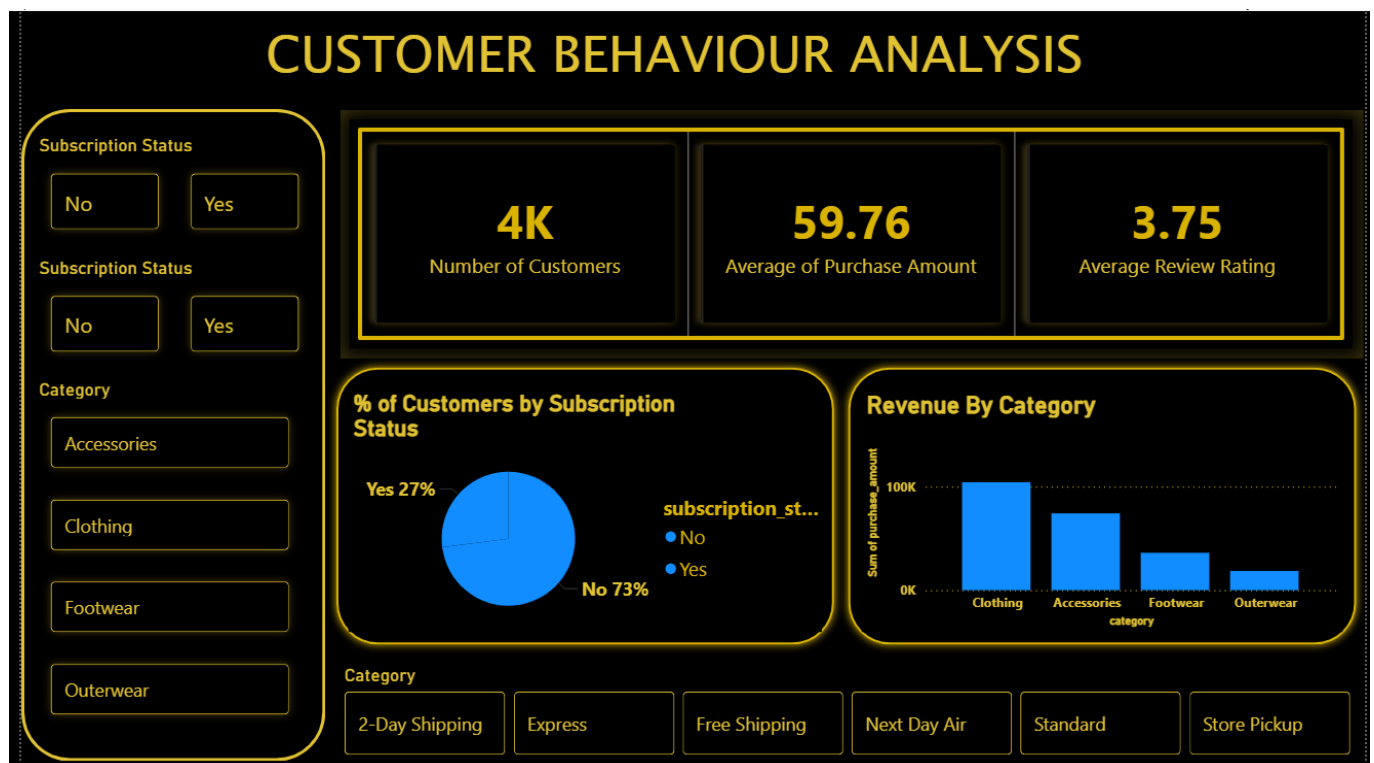 CUSTOMER BEHAVIOUR ANALYSIS
Subscription Status
No
Yes
Subscription Status
No
Yes
Category
Accessories
Clothing
Footwear
Outerwear
4K
Number of Customers
59.76
Average of Purchase Amount
3.75
Average Review Rating
% of Customers by Subscription
Status
Yes 27%
No 73%
subscription_st...
No
Yes
Revenue By Category
Sum of purchase_amount
100K
0K
Clothing
Accessories
Footwear
Outerwear
category
Category
2-Day Shipping
Express
Free Shipping
Next Day Air
Standard
Store Pickup